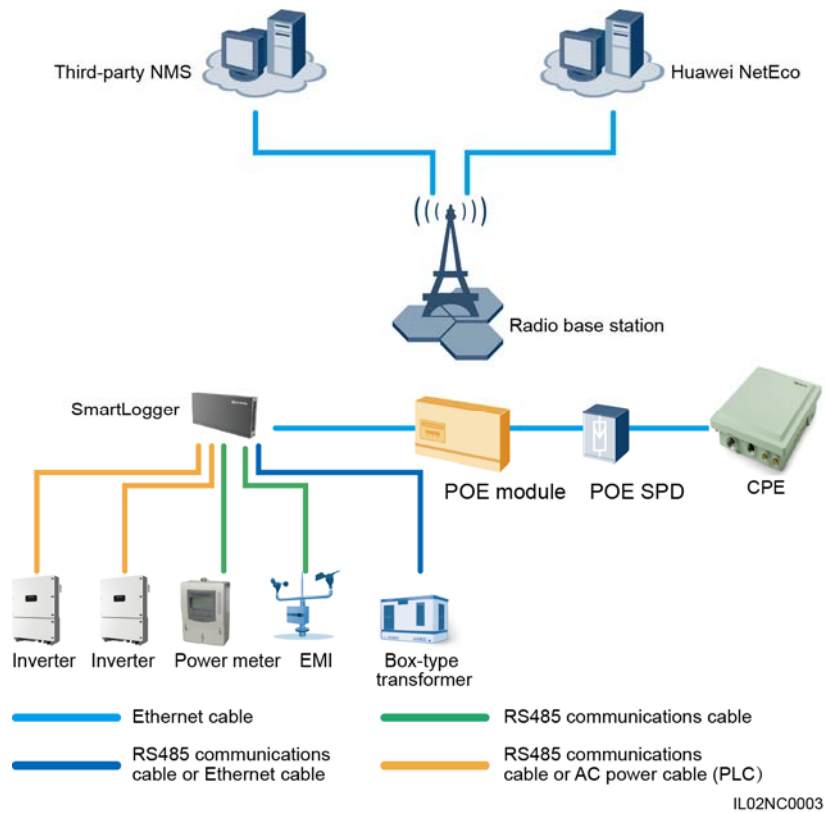 Third-party NMS
Huawei NetEco
Radio base station
SmartLogger
POE module
POE SPD
CPE
Inverter
Inverter
Power meter
EMI
Box-type
transformer
Ethernet cable
RS485 communications cable
RS485 communications
cable or Ethernet cable
RS485 communications
cable or AC power cable (PLC)
IL02NC0003